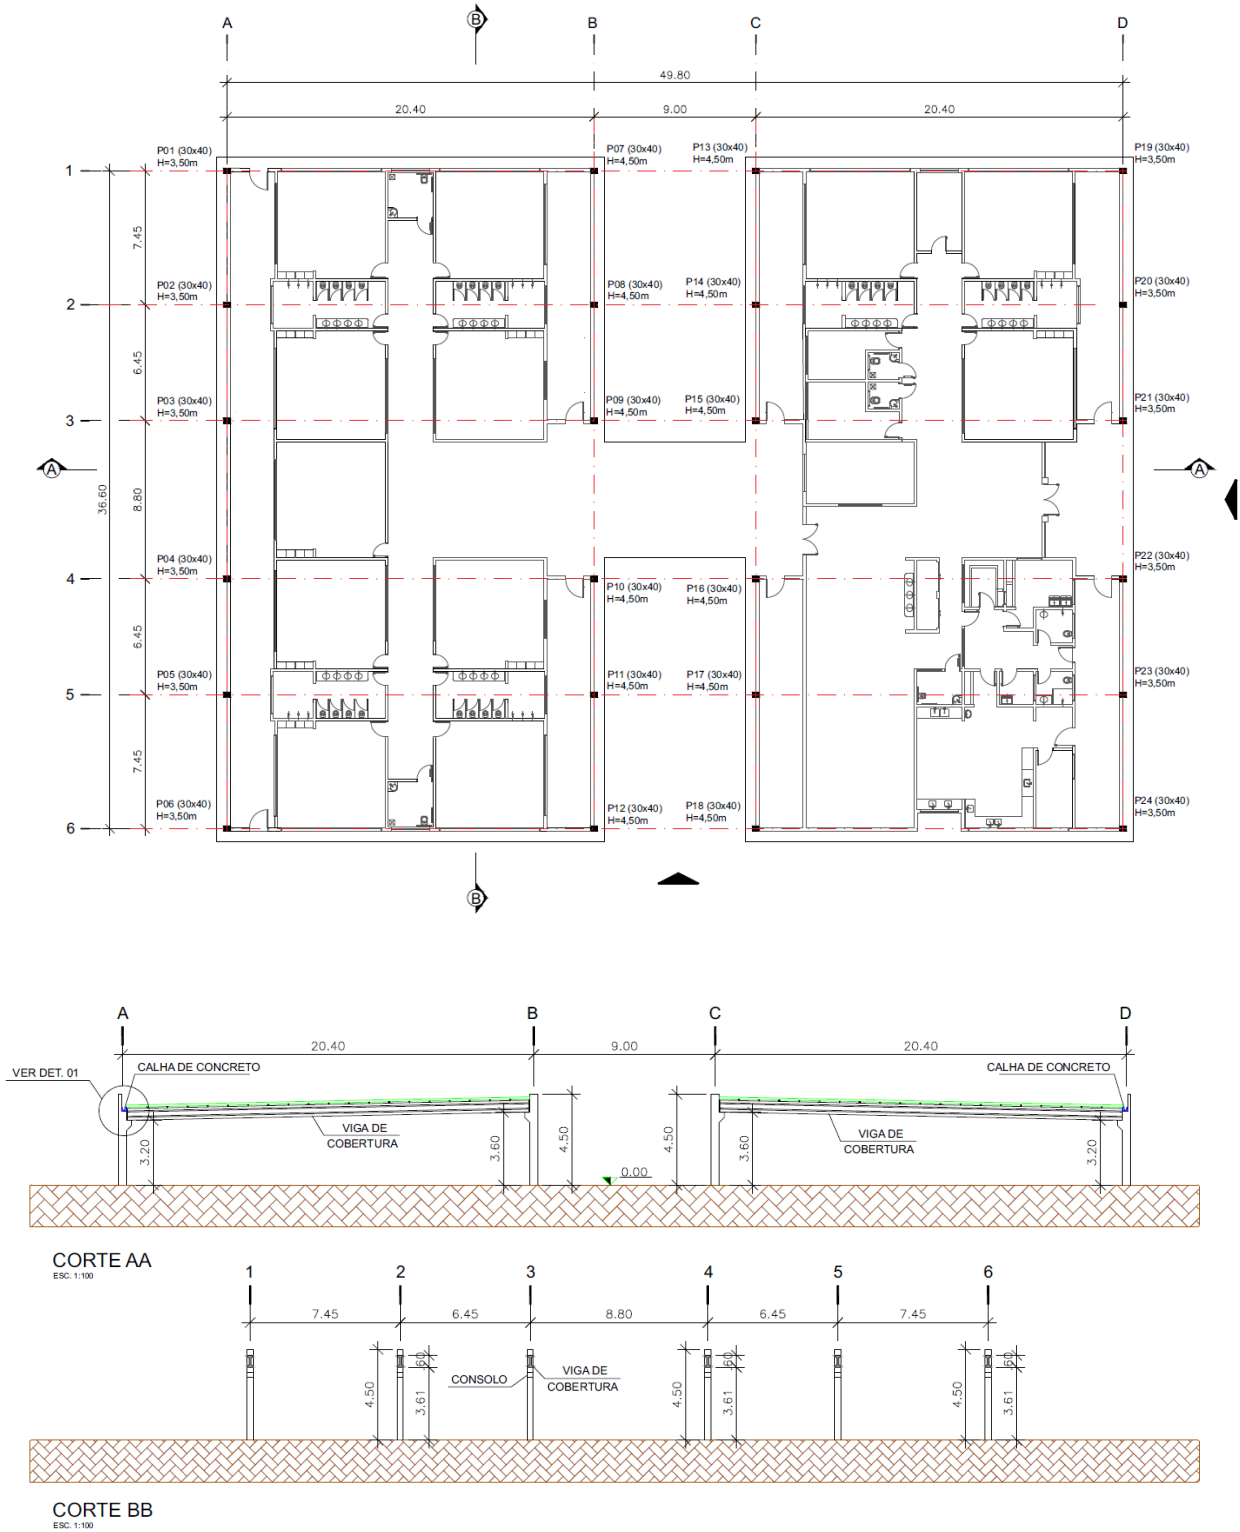 A
B
B
C
D
49.80
20.40
9.00
20.40
P01 (30x40)
H=3,50m
P07 (30x40)
H=4,50m
P13 (30x40)
H=4,50m
P19 (30x40)
H=3,50m
1
7.45
P02 (30x40)
H=3,50m
P08 (30x40)
H=4,50m
P14 (30x40)
H=4,50m
P20 (30x40)
H=3,50m
2
6.45
P03 (30x40)
H=3,50m
P09 (30x40)
H=4,50m
P15 (30x40)
H=4,50m
P21 (30x40)
H=3,50m
3
A
A
36.60
8.80
P04 (30x40)
H=3,50m
P10 (30x40)
H=4,50m
P16 (30x40)
H=4,50m
P22 (30x40)
H=3,50m
4
6.45
P05 (30x40)
H=3,50m
P11 (30x40)
H=4,50m
P17 (30x40)
H=4,50m
P23 (30x40)
H=3,50m
5
7.45
P06 (30x40)
H=3,50m
P12 (30x40)
H=4,50m
P18 (30x40)
H=4,50m
P24 (30x40)
H=3,50m
6
B
A
B
C
D
20.40
9.00
20.40
VER DET. 01
CALHA DE CONCRETO
CALHA DE CONCRETO
VIGA DE
COBERTURA
VIGA DE
COBERTURA
3.20
3.60
4.50
4.50
3.60
3.20
0.00
CORTE AA
ESC. 1:100
1
2
3
4
5
6
7.45
6.45
8.80
6.45
7.45
4.50
.60
3.61
CONSOLO
VIGA DE
COBERTURA
4.50
.60
3.61
4.50
.60
3.61
CORTE BB
ESC. 1:100